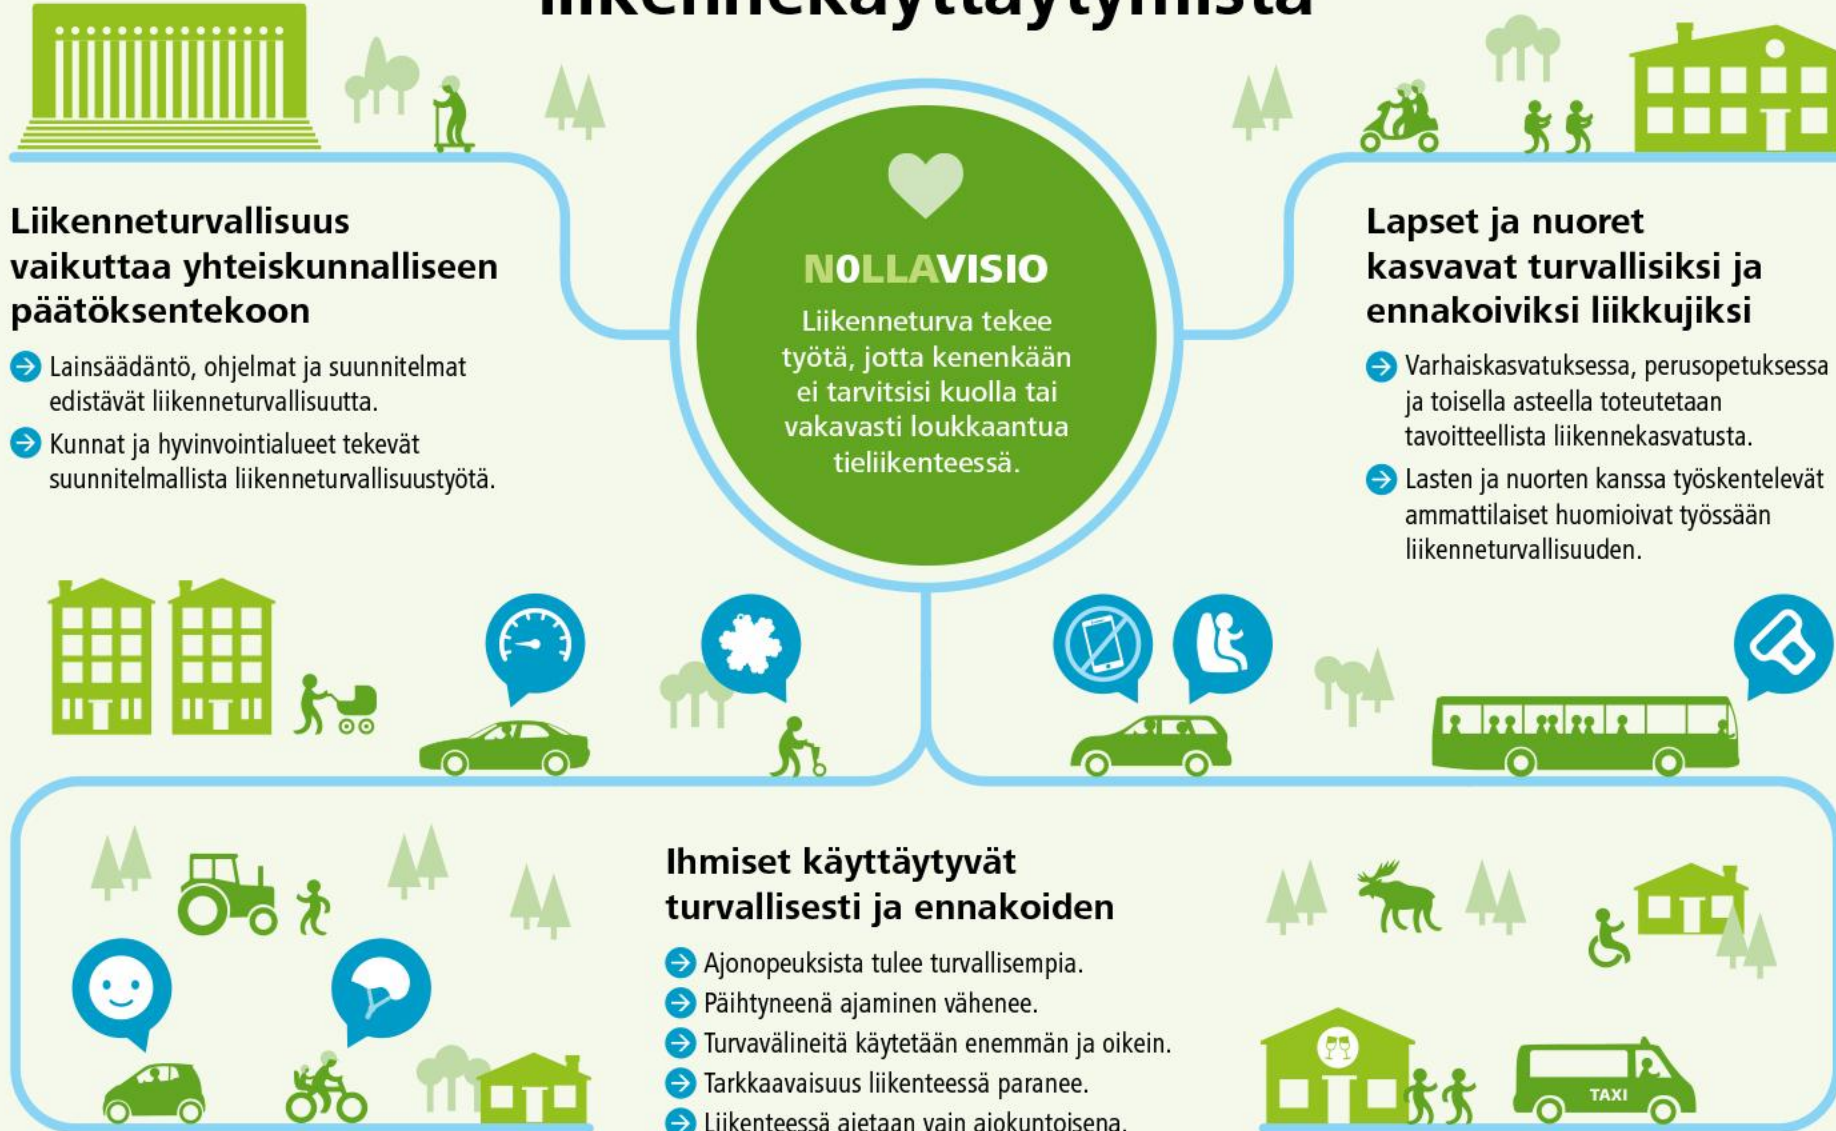 liikennekäyttäytymistä
Liikenneturvallisuus
vaikuttaa yhteiskunnalliseen
päätöksentekoon
Lainsäädäntö, ohjelmat ja suunnitelmat
edistävät liikenneturvallisuutta.
Kunnat ja hyvinvointialueet tekevät
suunnitelmallista liikenneturvallisuustyötä.
NOLLAVISIO
Liikenneturva tekee
työtä, jotta kenenkään
ei tarvitsisi kuolla tai
vakavasti loukkaantua
tieliikenteessä.
Lapset ja nuoret
kasvavat turvallisiksi ja
ennakoiviksi liikkujiksi
Varhaiskasvatuksessa, perusopetuksessa
ja toisella asteella toteutetaan
tavoitteellista liikennekasvatusta.
Lasten ja nuorten kanssa työskentelevät
ammattilaiset huomioivat työssään
liikenneturvallisuuden.
Ihmiset käyttäytyvät
turvallisesti ja ennakoiden
Ajonopeuksista tulee turvallisempia.
Päihtyneenä ajaminen vähenee.
Turvavälineitä käytetään enemmän ja oikein.
Tarkkaavaisuus liikenteessä paranee.
Liikenteessä ajetaan vain ajokuntoisena.
TAXI